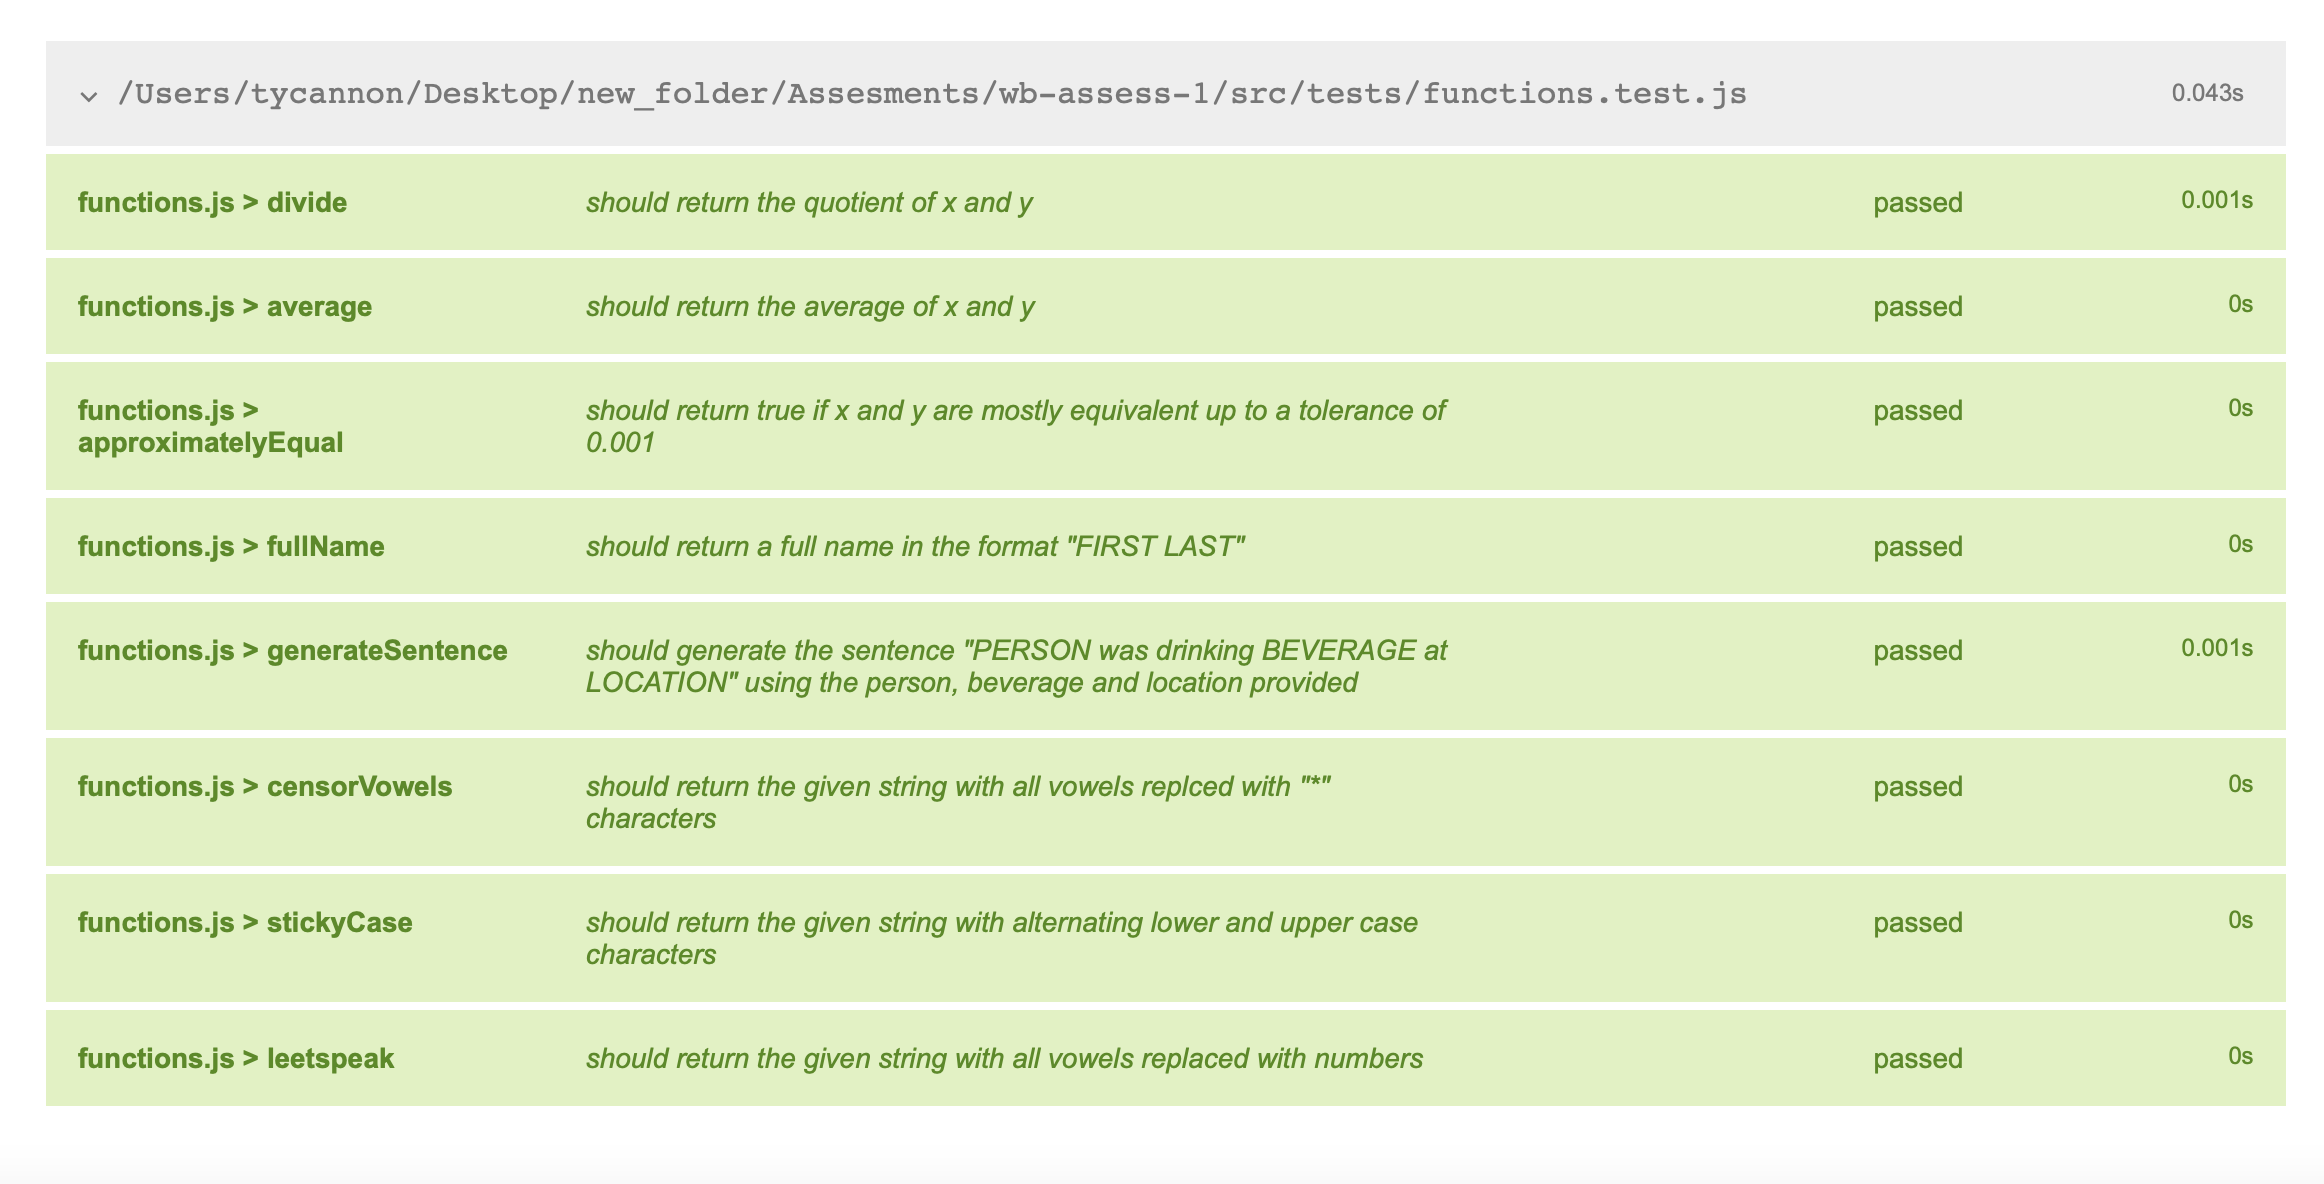 /Users/tycannon/Desktop/new_folder/Assesments/wb-assess-1/src/tests/functions.test.js 0.043s
functions.js > divide should return the quotient of x and y passed 0.001s
functions.js > average should return the average of x and y passed 0s
functions.js > should return true if x and y are mostly equivalent up to a tolerance of passed 0s
approximatelyEqual 0.001
functions.js > fullName should return a full name in the format "FIRST LAST" passed 0s
functions.js > generateSentence should generate the sentence "PERSON was drinking BEVERAGE at passed 0.001s
LOCATION" using the person, beverage and location provided
functions.js > censorVowels should return the given string with all vowels replced with "*" passed 0s
characters
functions.js > stickyCase should return the given string with alternating lower and upper case passed 0s
characters
functions.js > leetspeak should return the given string with all vowels replaced with numbers passed 0s